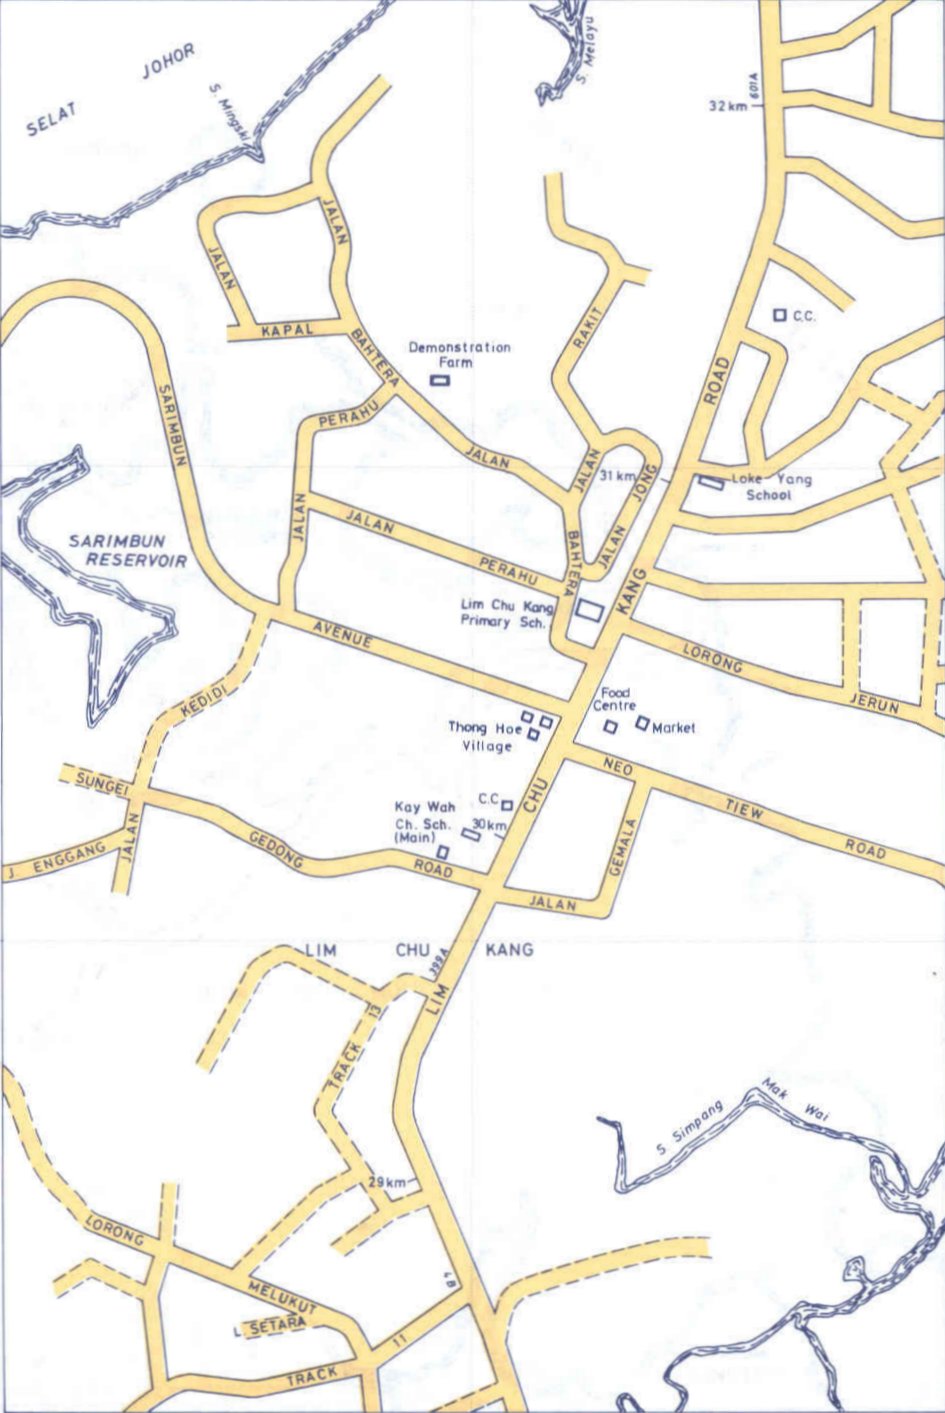 SELAT JOHOR
S. Mingski
S. Melayu
601A
32 km
JALAN
JALAN
KAPAL
BAHTERA
Demonstration
Farm
RAKIT
C.C.
ROAD
SARIMBUN
PERAHU
JALAN
JALAN
31 km
JONG
Loke Yang
School
JALAN
JALAN
PERAHU
BAHTERA
JALAN
SARIMBUN
RESERVOIR
KANG
Lim Chu Kang
Primary Sch.
AVENUE
LORONG
JERUN
KEDIDI
Food
Centre
Market
Thong Hoe
Village
NEO
TIEW
ROAD
SUNGEI
CHU
C.C
Kay Wah
Ch. Sch.
(Main)
30km
GEDONG
ROAD
J. ENGGANG
JALAN
GEMALA
JALAN
LIM CHU KANG
399A
LIM
13
TRACK
S Simpang
Mak Wai
29km
LORONG
MELUKUT
4B
L. SETARA
11
TRACK